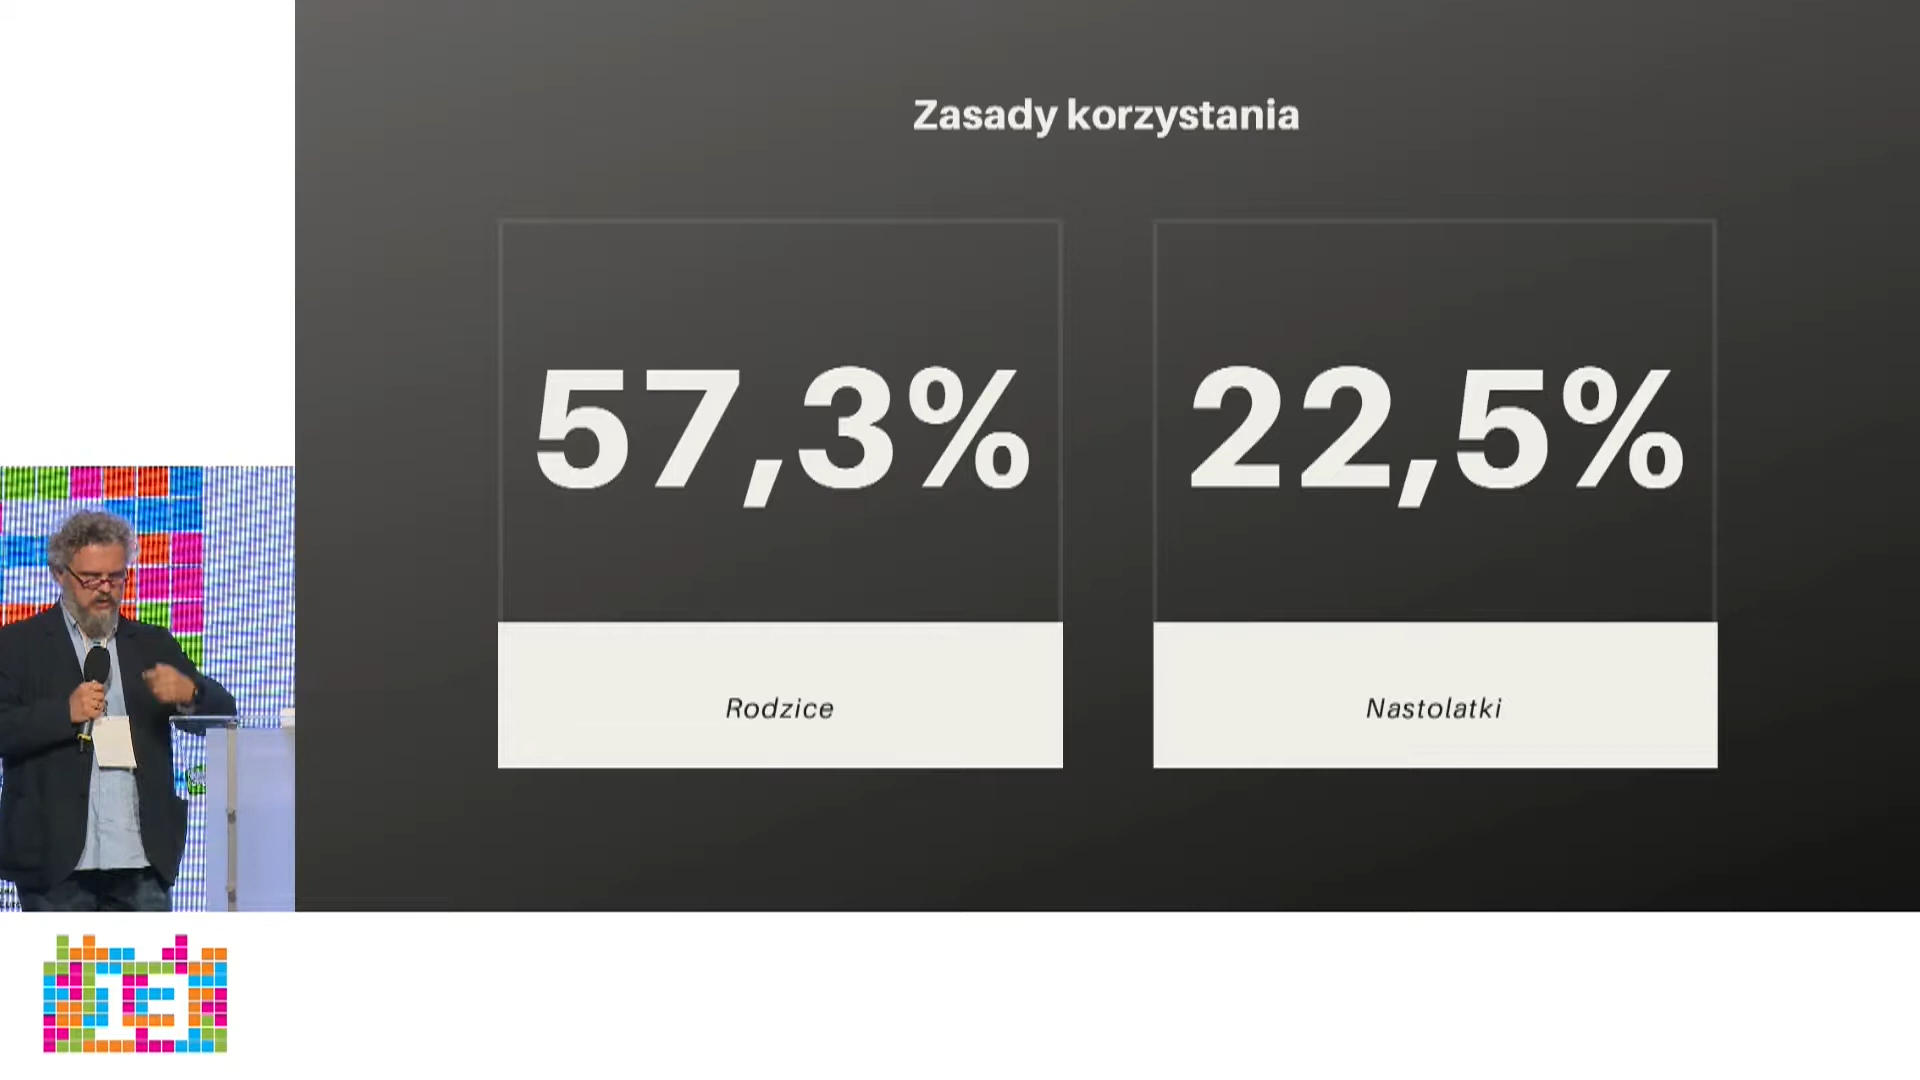 Zasady korzystania
57,3%
22,5%
Rodzice
Nastolatki